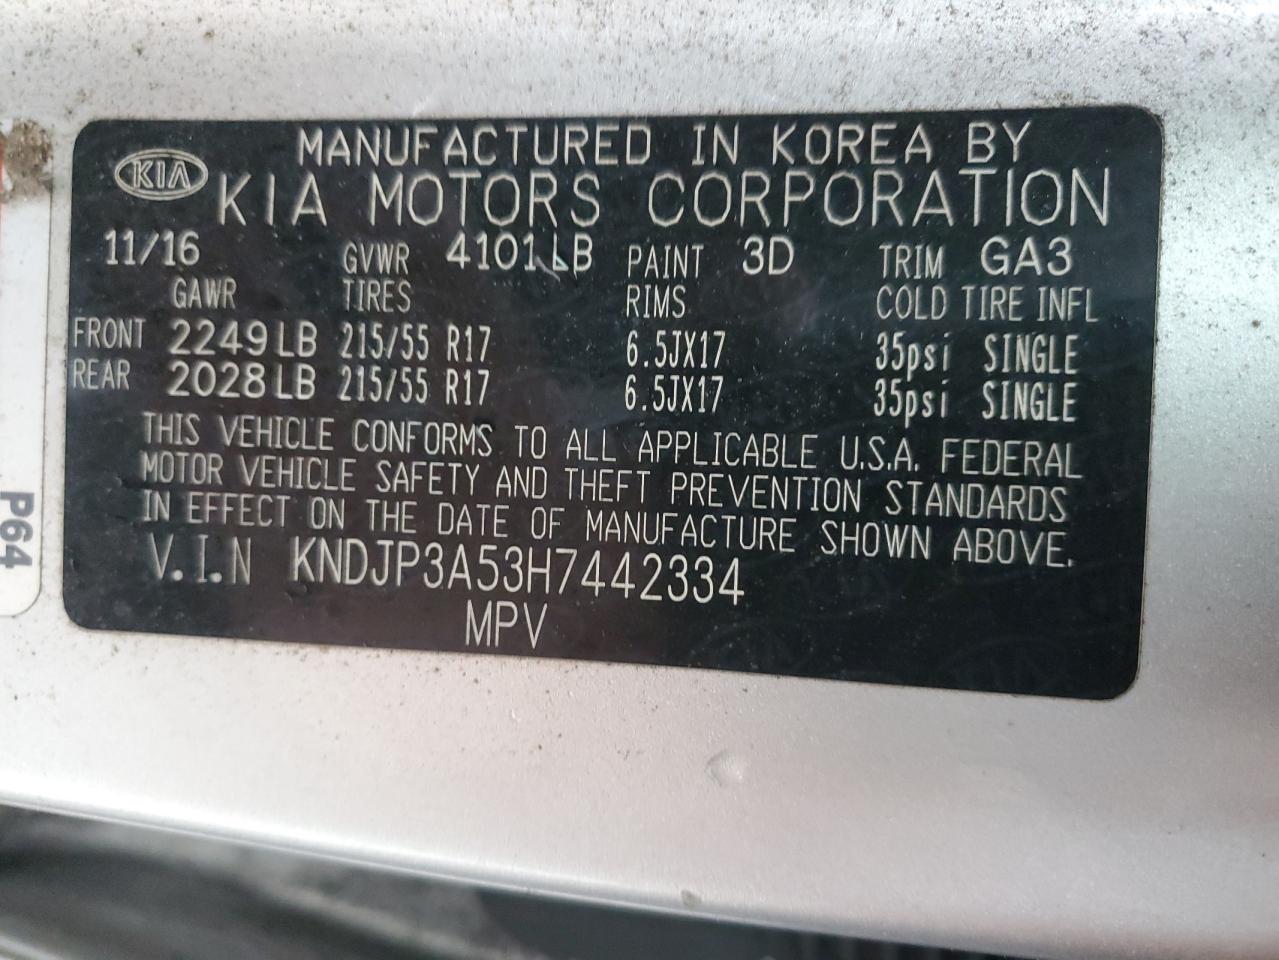 MANUFACTURED IN KOREA BY
KIA KIA MOTORS CORPORATION
11/16 GVWR 4101LB PAINT 3D TRIM GA3
GAWR TIRES RIMS COLD TIRE INFL
FRONT 2249LB 215/55 R17 6.5JX17 35psi SINGLE
REAR 2028LB 215/55 R17 6.5JX17 35psi SINGLE
THIS VEHICLE CONFORMS TO ALL APPLICABLE U.S.A. FEDERAL
MOTOR VEHICLE SAFETY AND THEFT PREVENTION STANDARDS
IN EFFECT ON THE DATE OF MANUFACTURE SHOWN ABOVE.
V.I.N KNDJP3A53H7442334
MPV
P64